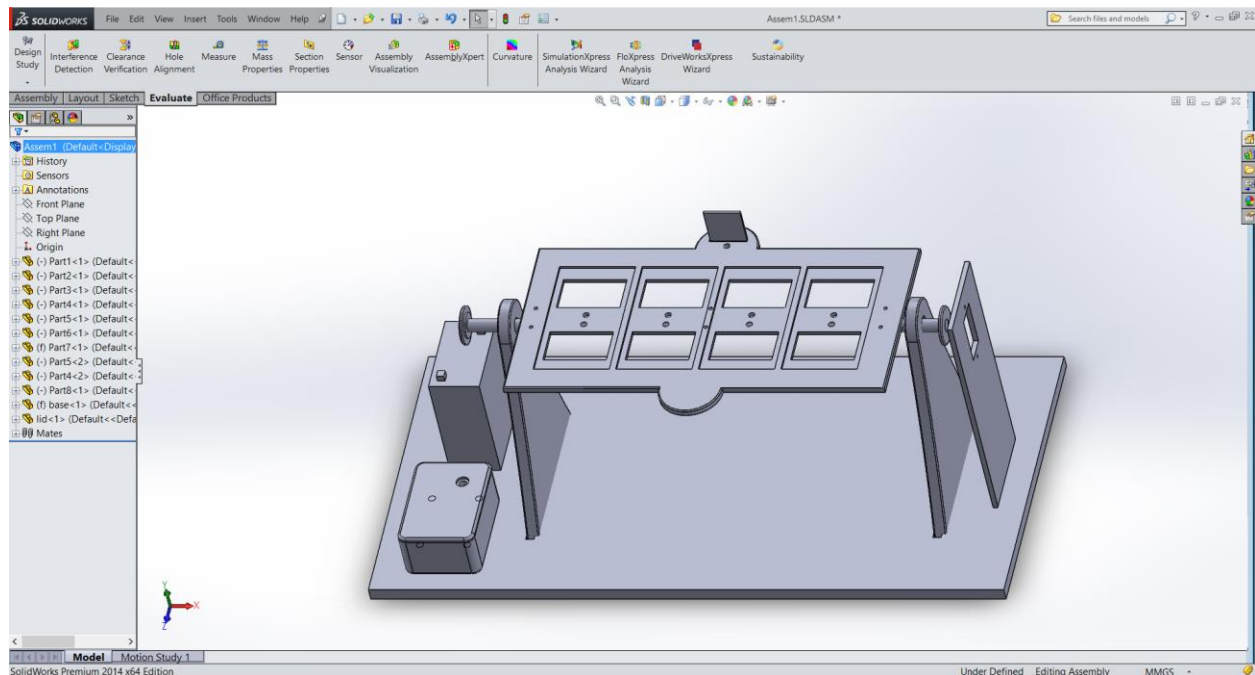 SOLIDWORKS File Edit View Insert Tools Window Help Assem1.SLDASM * Search files and models ?
Design Study
Interference Detection
Clearance Verification
Hole Alignment
Measure
Mass Properties
Section Properties
Sensor
Assembly Visualization
AssemblyXpert
Curvature
SimulationXpress Analysis Wizard
FloXpress Analysis Wizard
DriveWorksXpress Wizard
Sustainability
Assembly Layout Sketch Evaluate Office Products
»
Assem1 (Default<Display
History
Sensors
A Annotations
Front Plane
Top Plane
Right Plane
Origin
(-) Part1<1> (Default<
(-) Part2<1> (Default<
(-) Part3<1> (Default<
(-) Part4<1> (Default<
(-) Part5<1> (Default<
(-) Part6<1> (Default<
(f) Part7<1> (Default<
(-) Part5<2> (Default<
(-) Part4<2> (Default<
(-) Part8<1> (Default<
(f) base<1> (Default<<
lid<1> (Default<<Defa
Mates
Y
X
Z
Model Motion Study 1
SolidWorks Premium 2014 x64 Edition Under Defined Editing Assembly MMGS -